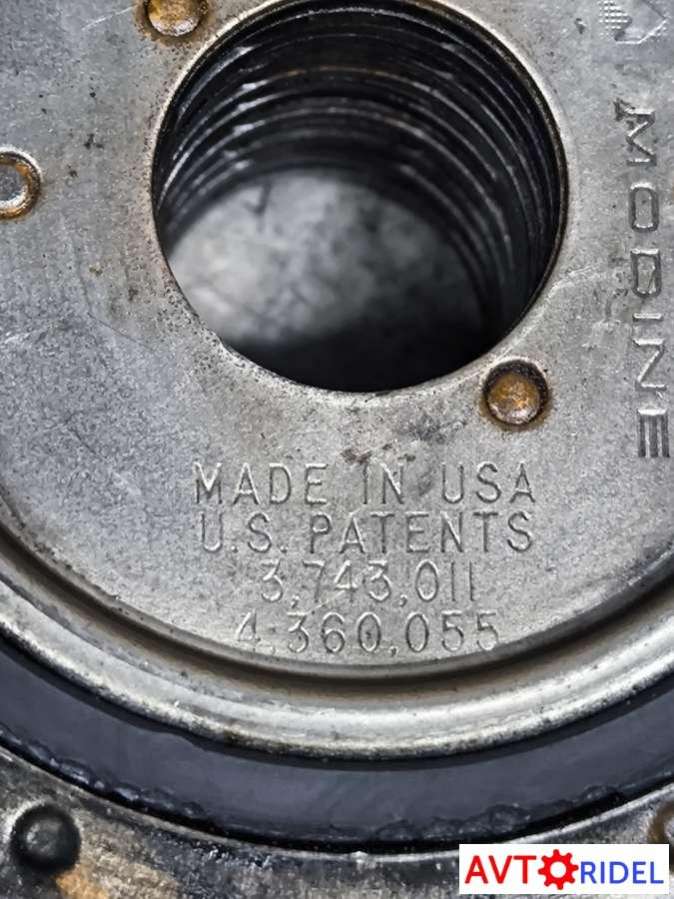 MODINE
MADE IN USA
U.S. PATENTS
3,743,011
4,360,055
AVTORIDEL